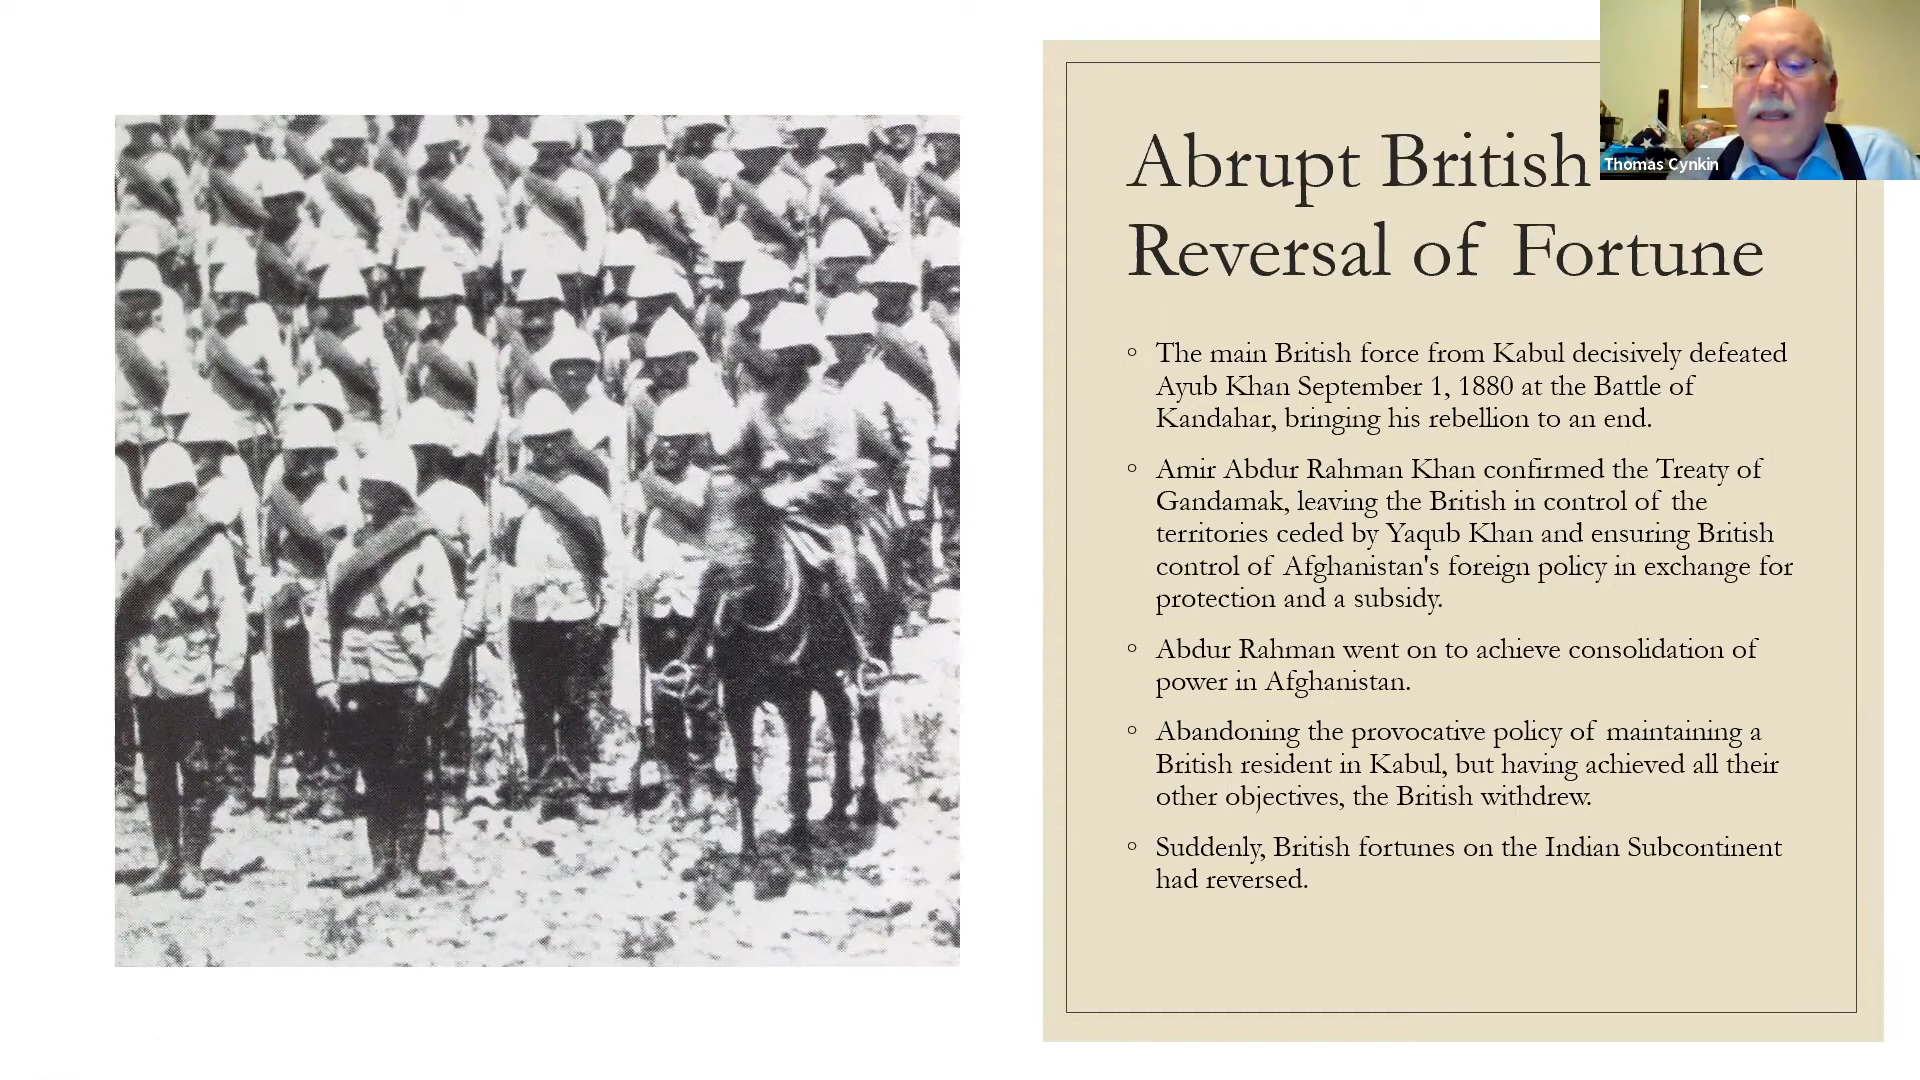 Abrupt British
Reversal of Fortune
Thomas Cynkin
◦ The main British force from Kabul decisively defeated
Ayub Khan September 1, 1880 at the Battle of
Kandahar, bringing his rebellion to an end.
◦ Amir Abdur Rahman Khan confirmed the Treaty of
Gandamak, leaving the British in control of the
territories ceded by Yaqub Khan and ensuring British
control of Afghanistan's foreign policy in exchange for
protection and a subsidy.
◦ Abdur Rahman went on to achieve consolidation of
power in Afghanistan.
◦ Abandoning the provocative policy of maintaining a
British resident in Kabul, but having achieved all their
other objectives, the British withdrew.
◦ Suddenly, British fortunes on the Indian Subcontinent
had reversed.